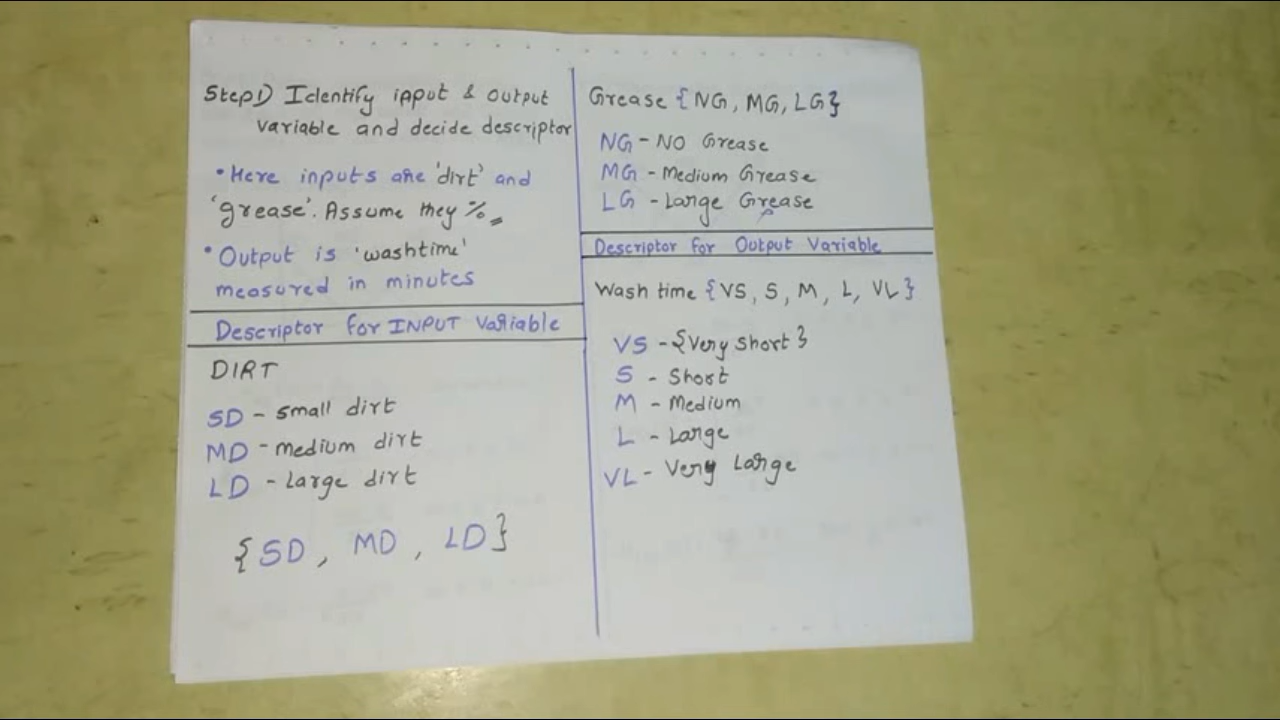 Step1) Identify input & output
variable and decide descriptor
• Here inputs are 'dirt' and
'grease'. Assume they %
• Output is 'washtime'
measured in minutes
Descriptor for INPUT Variable
DIRT
SD - small dirt
MD - medium dirt
LD - Large dirt
{SD, MD, LD}
Grease {NG, MG, LG}
NG - NO Grease
MG - Medium Grease
LG - Large Grease
Descriptor for Output Variable
Wash time {VS, S, M, L, VL}
VS - {Very Short}
S - Short
M - Medium
L - Large
VL - Very Large